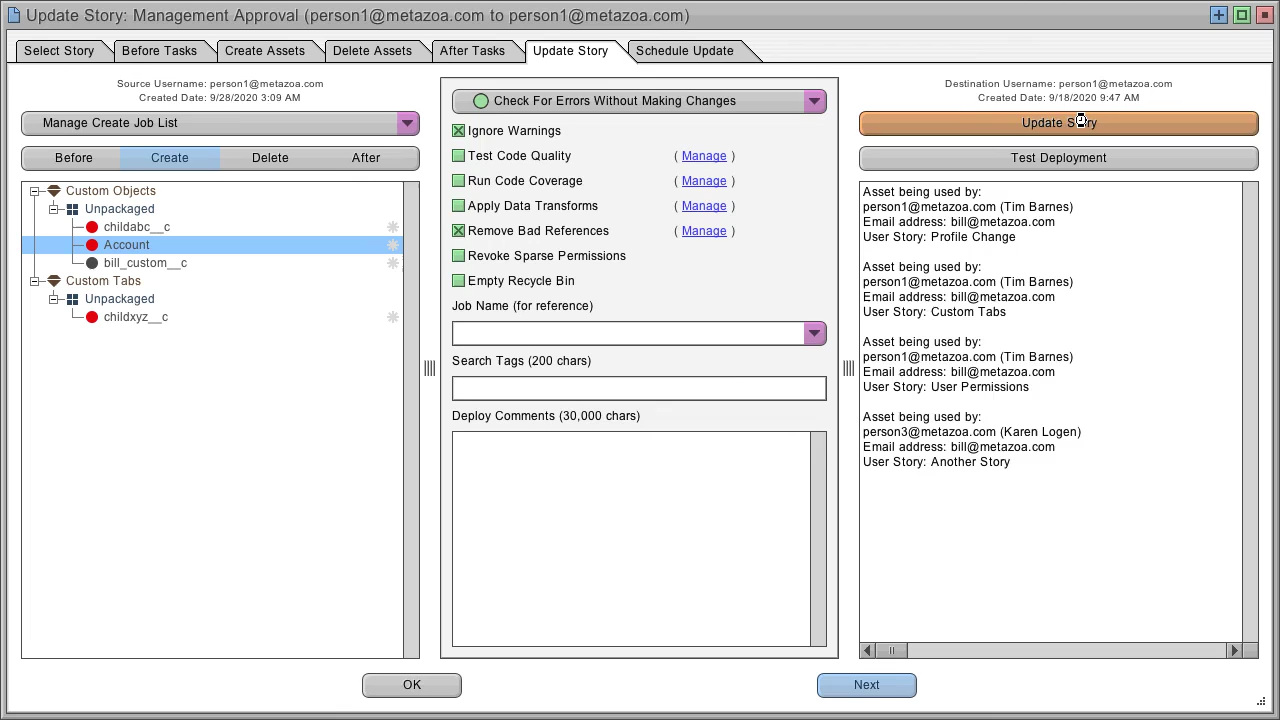 Update Story: Management Approval (person1@metazoa.com to person1@metazoa.com)
Select Story
Before Tasks
Create Assets
Delete Assets
After Tasks
Update Story
Schedule Update
Source Username: person1@metazoa.com
Created Date: 9/28/2020 3:09 AM
Manage Create Job List
Before
Create
Delete
After
Custom Objects
Unpackaged
childabc__c
Account
bill_custom__c
Custom Tabs
Unpackaged
childxyz__c
Check For Errors Without Making Changes
Ignore Warnings
Test Code Quality ( Manage )
Run Code Coverage ( Manage )
Apply Data Transforms ( Manage )
Remove Bad References ( Manage )
Revoke Sparse Permissions
Empty Recycle Bin
Job Name (for reference)
Search Tags (200 chars)
Deploy Comments (30,000 chars)
Destination Username: person1@metazoa.com
Created Date: 9/18/2020 9:47 AM
Update Story
Test Deployment
Asset being used by:
person1@metazoa.com (Tim Barnes)
Email address: bill@metazoa.com
User Story: Profile Change
Asset being used by:
person1@metazoa.com (Tim Barnes)
Email address: bill@metazoa.com
User Story: Custom Tabs
Asset being used by:
person1@metazoa.com (Tim Barnes)
Email address: bill@metazoa.com
User Story: User Permissions
Asset being used by:
person3@metazoa.com (Karen Logen)
Email address: bill@metazoa.com
User Story: Another Story
OK
Next